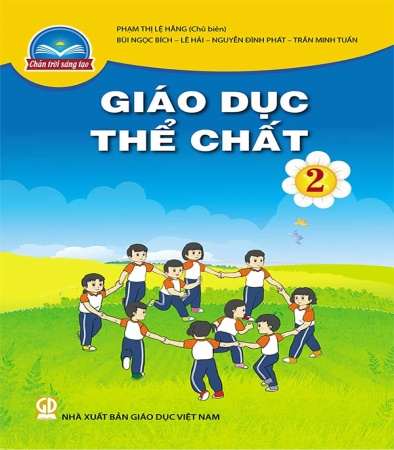 PHẠM THỊ LỆ HẰNG (Chủ biên)
BÙI NGỌC BÍCH – LÊ HẢI – NGUYỄN ĐÌNH PHÁT – TRẦN MINH TUẤN
Chân trời sáng tạo
GIÁO DỤC
THỂ CHẤT
2
GD
NHÀ XUẤT BẢN GIÁO DỤC VIỆT NAM